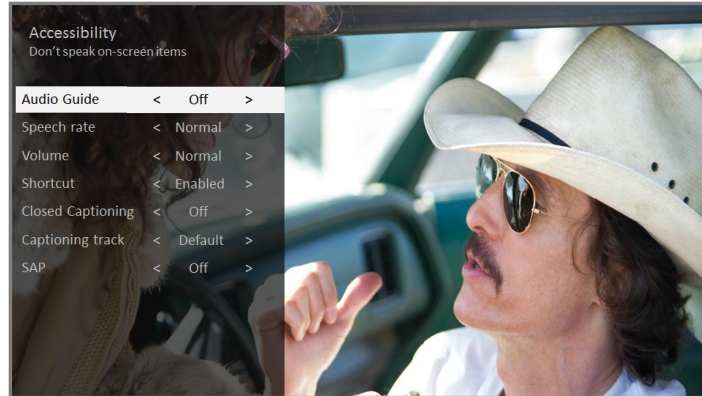 Accessibility
Don't speak on-screen items
Audio Guide < Off >
Speech rate < Normal >
Volume < Normal >
Shortcut < Enabled >
Closed Captioning < Off >
Captioning track < Default >
SAP < Off >